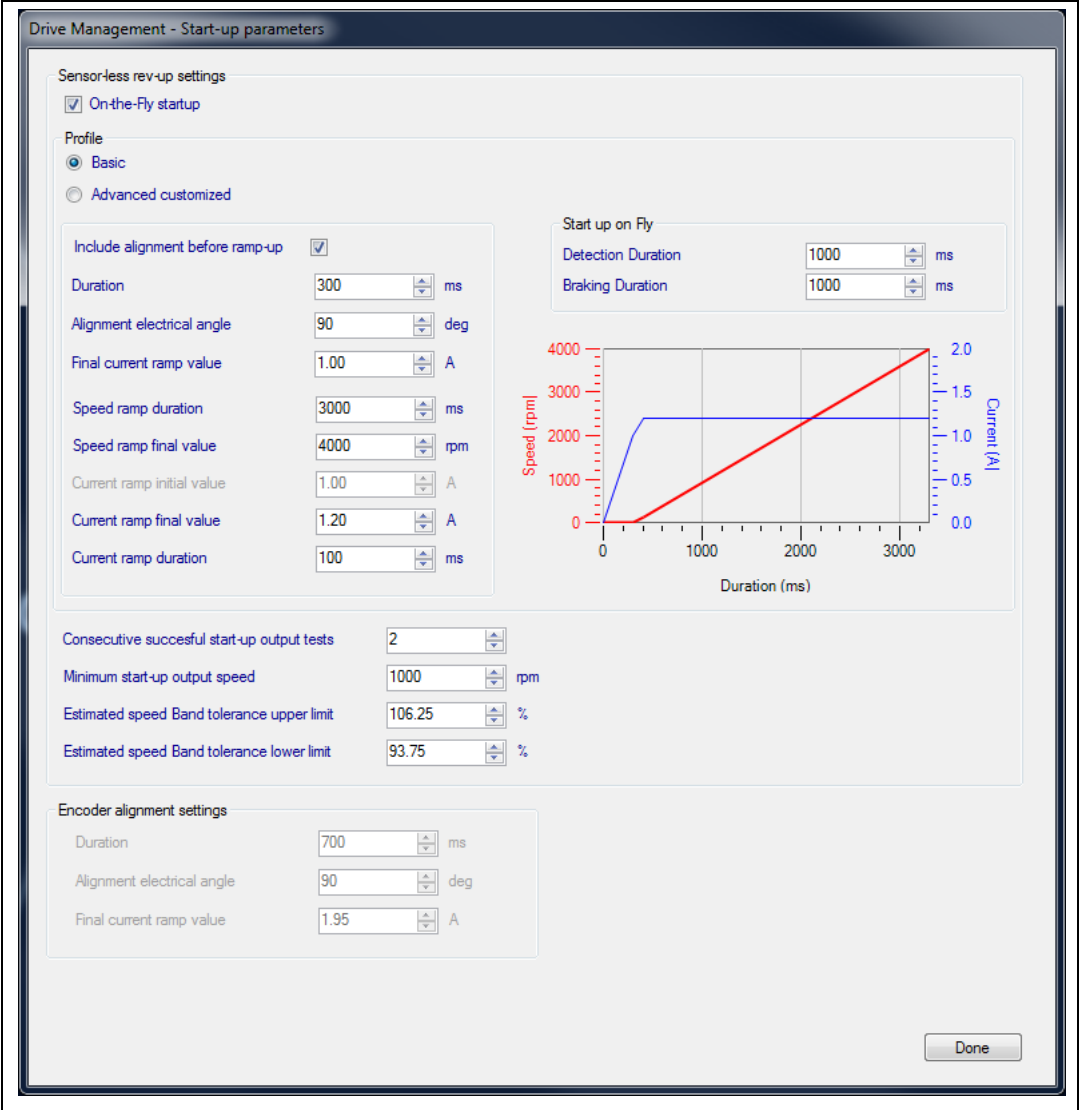 Drive Management - Start-up parameters
Sensor-less rev-up settings
On-the-Fly startup
Profile
Basic
Advanced customized
Include alignment before ramp-up
Duration 300 ms
Alignment electrical angle 90 deg
Final current ramp value 1.00 A
Speed ramp duration 3000 ms
Speed ramp final value 4000 rpm
Current ramp initial value 1.00 A
Current ramp final value 1.20 A
Current ramp duration 100 ms
Start up on Fly
Detection Duration 1000 ms
Braking Duration 1000 ms
4000 2.0
3000 1.5
2000 1.0
1000 0.5
0 0.0
Speed [rpm]
Current [A]
0 1000 2000 3000
Duration (ms)
Consecutive succesful start-up output tests 2
Minimum start-up output speed 1000 rpm
Estimated speed Band tolerance upper limit 106.25 %
Estimated speed Band tolerance lower limit 93.75 %
Encoder alignment settings
Duration 700 ms
Alignment electrical angle 90 deg
Final current ramp value 1.95 A
Done